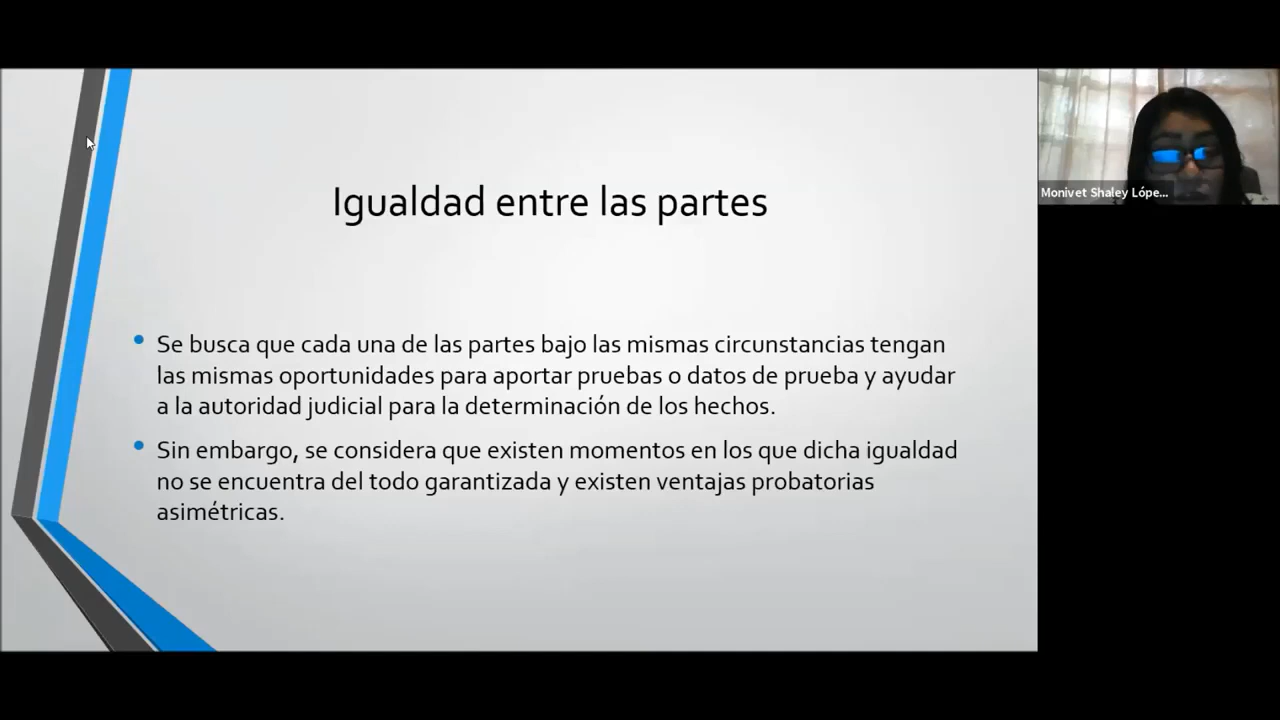 Igualdad entre las partes
Monivet Shaley Lópe...
Se busca que cada una de las partes bajo las mismas circunstancias tengan
las mismas oportunidades para aportar pruebas o datos de prueba y ayudar
a la autoridad judicial para la determinación de los hechos.
Sin embargo, se considera que existen momentos en los que dicha igualdad
no se encuentra del todo garantizada y existen ventajas probatorias
asimétricas.